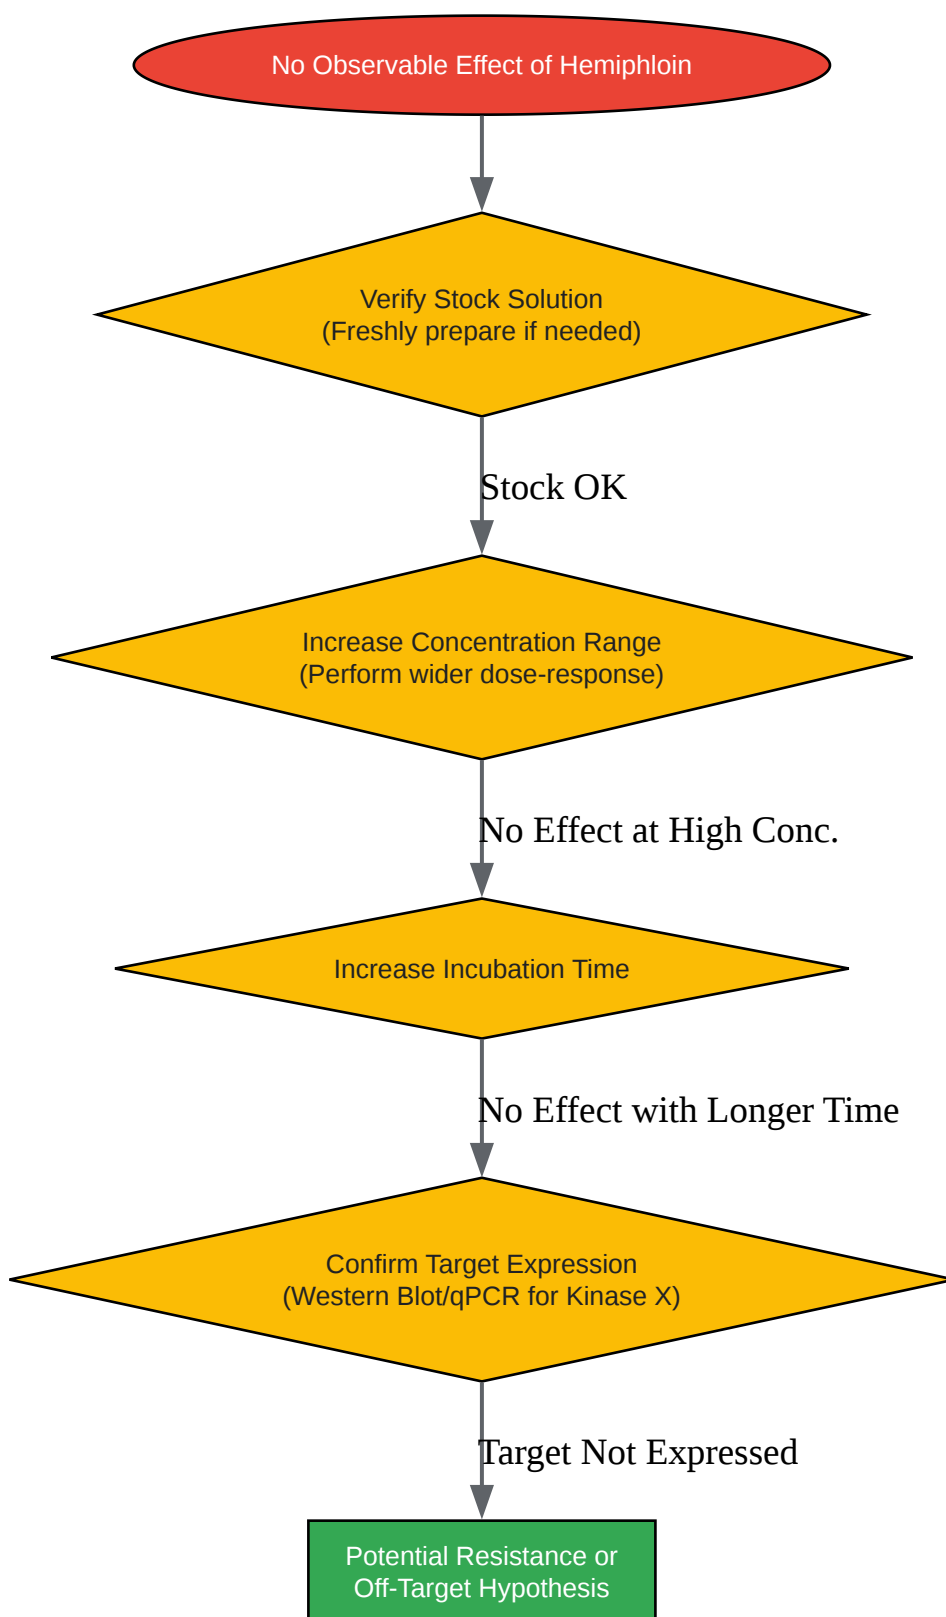 No Observable Effect of Hemiphloin
Verify Stock Solution
(Freshly prepare if needed)
Stock OK
Increase Concentration Range
(Perform wider dose-response)
No Effect at High Conc.
Increase Incubation Time
No Effect with Longer Time
Confirm Target Expression
(Western Blot/qPCR for Kinase X)
Target Not Expressed
Potential Resistance or
Off-Target Hypothesis